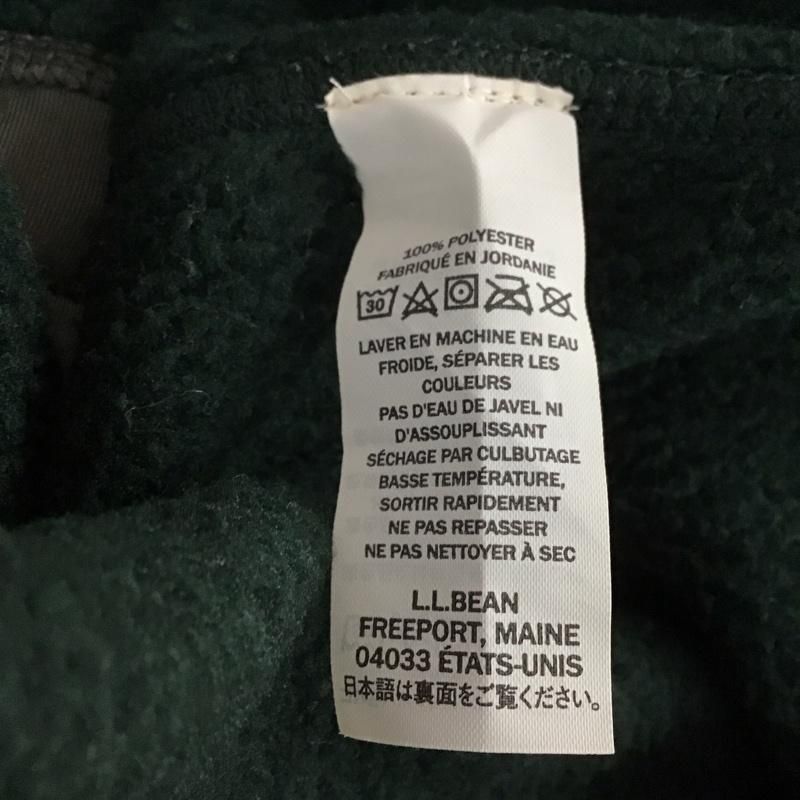 100% POLYESTER
FABRIQUÉ EN JORDANIE
30
LAVER EN MACHINE EN EAU
FROIDE, SÉPARER LES
COULEURS
PAS D'EAU DE JAVEL NI
D'ASSOUPLISSANT
SÉCHAGE PAR CULBUTAGE
BASSE TEMPÉRATURE,
SORTIR RAPIDEMENT
NE PAS REPASSER
NE PAS NETTOYER À SEC
L.L.BEAN
FREEPORT, MAINE
04033 ÉTATS-UNIS
日本語は裏面をご覧ください。